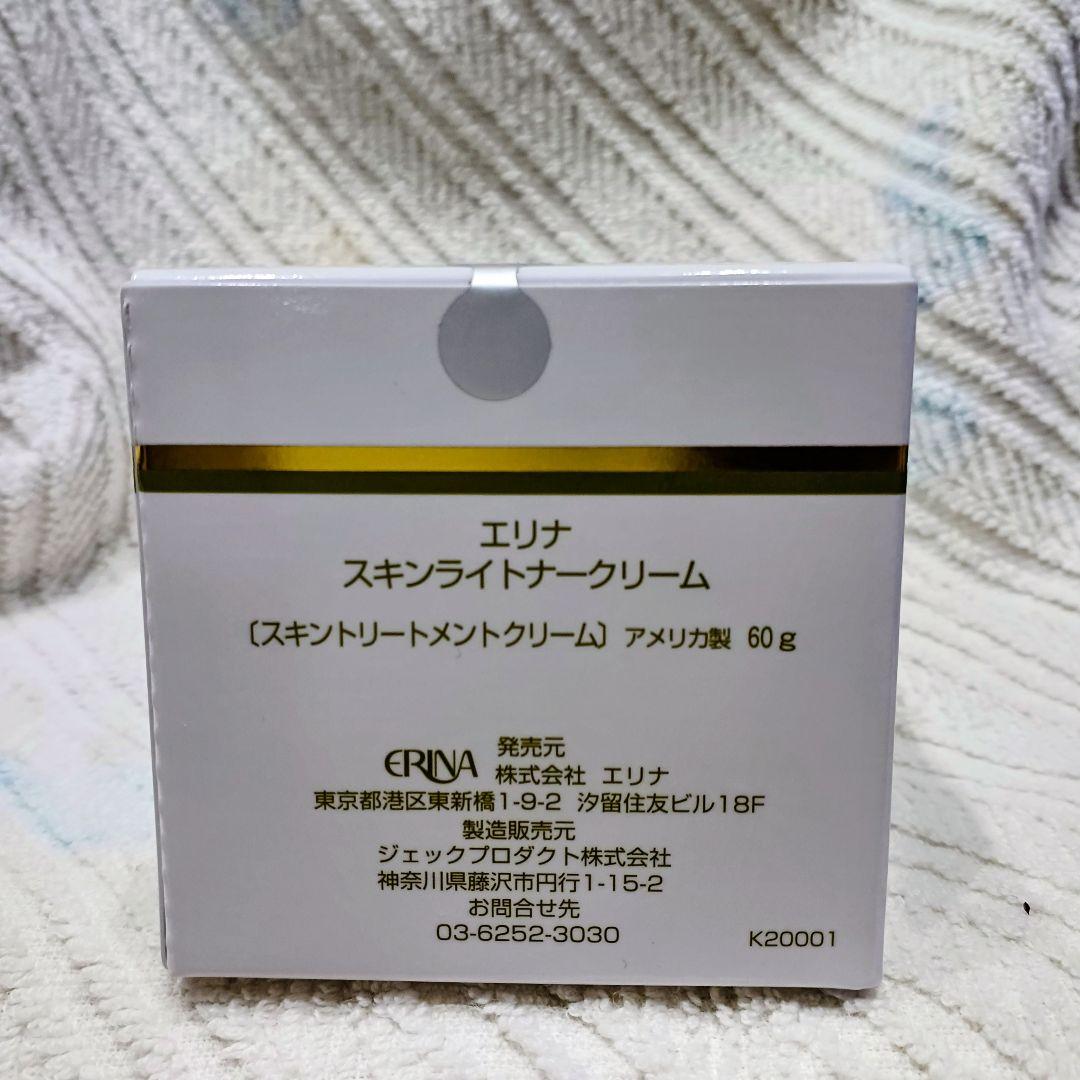 エリナ
スキンライトナークリーム
〔スキントリートメントクリーム〕 アメリカ製 60g
ERINA 発売元
株式会社 エリナ
東京都港区東新橋1-9-2 汐留住友ビル18F
製造販売元
ジェックプロダクト株式会社
神奈川県藤沢市円行1-15-2
お問合せ先
03-6252-3030
K20001